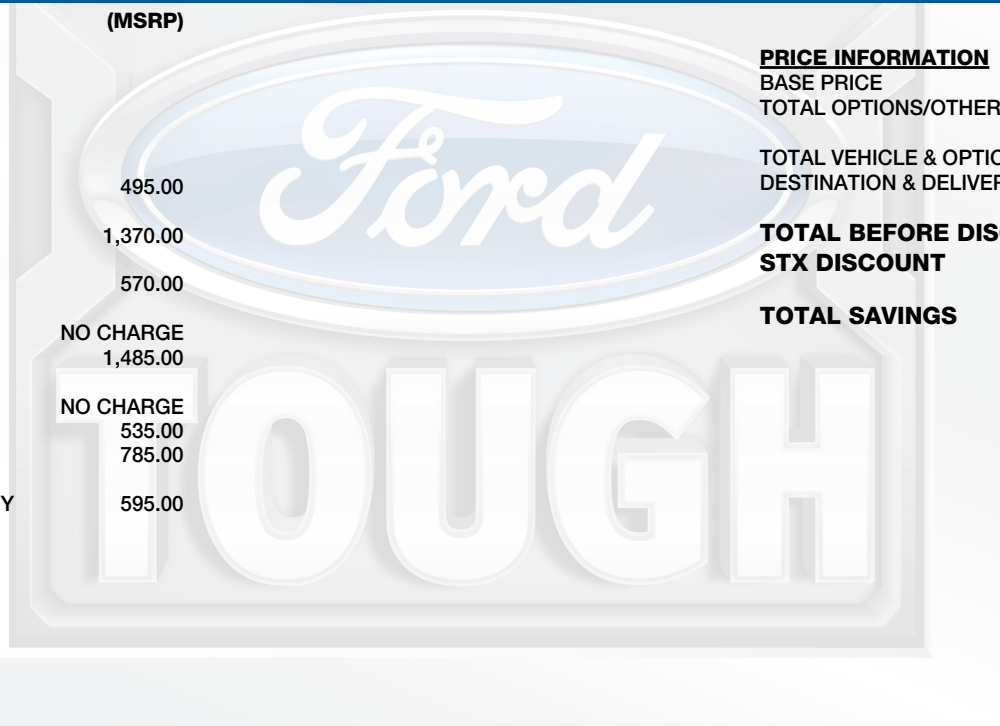 (MSRP)
495.00
1,370.00
570.00
NO CHARGE
1,485.00
NO CHARGE
535.00
785.00
Y 595.00
PRICE INFORMATION
BASE PRICE
TOTAL OPTIONS/OTHER
TOTAL VEHICLE & OPTIO
DESTINATION & DELIVER
TOTAL BEFORE DISC
STX DISCOUNT
TOTAL SAVINGS
Ford
TOUGH